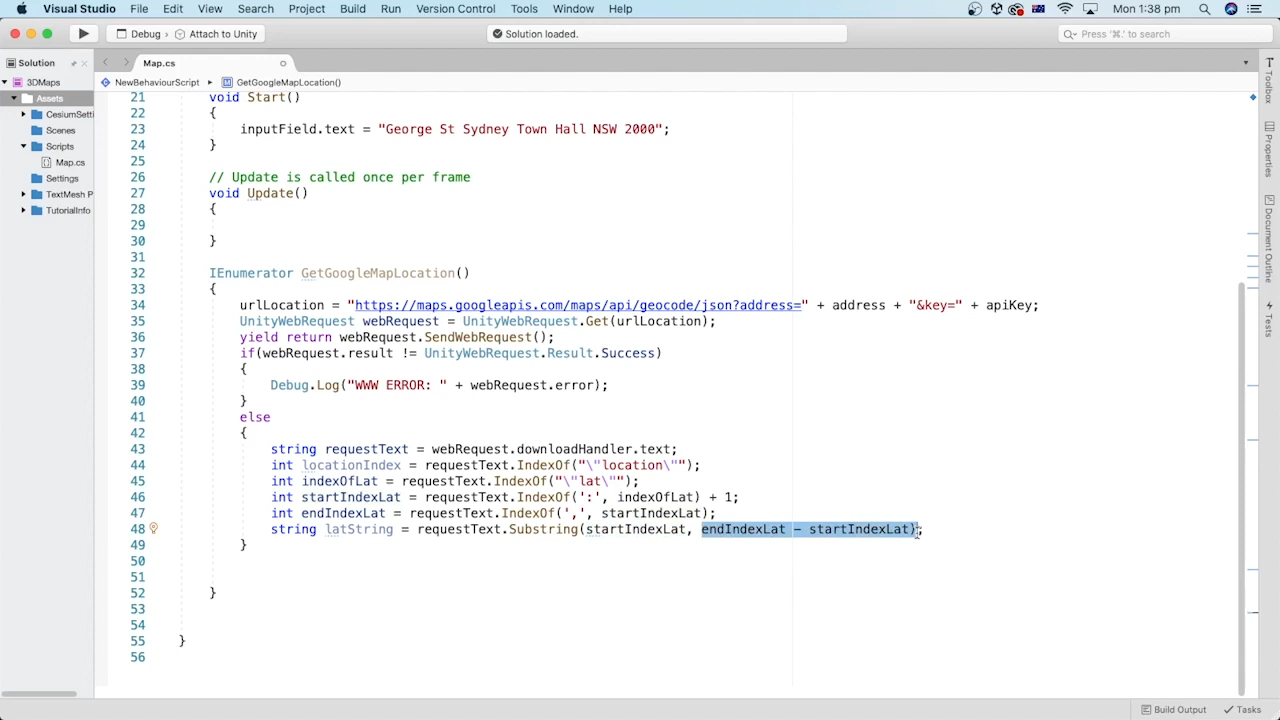 Visual Studio File Edit View Search Project Build Run Version Control Tools Window Help Mon 1:38 pm
Debug › Attach to Unity
Solution loaded.
Press '⌘.' to search
Solution
Map.cs
3DMaps
NewBehaviourScript ▸ GetGoogleMapLocation()
Assets
CesiumSetti
Scenes
Scripts
Map.cs
Settings
TextMesh P
TutorialInfo
21 void Start()
22 {
23 inputField.text = "George St Sydney Town Hall NSW 2000";
24 }
25
26 // Update is called once per frame
27 void Update()
28 {
29
30 }
31
32 IEnumerator GetGoogleMapLocation()
33 {
34 urlLocation = "https://maps.googleapis.com/maps/api/geocode/json?address=" + address + "&key=" + apiKey;
35 UnityWebRequest webRequest = UnityWebRequest.Get(urlLocation);
36 yield return webRequest.SendWebRequest();
37 if(webRequest.result != UnityWebRequest.Result.Success)
38 {
39 Debug.Log("WWW ERROR: " + webRequest.error);
40 }
41 else
42 {
43 string requestText = webRequest.downloadHandler.text;
44 int locationIndex = requestText.IndexOf("\"location\"");
45 int indexOfLat = requestText.IndexOf("\"lat\"");
46 int startIndexLat = requestText.IndexOf(':', indexOfLat) + 1;
47 int endIndexLat = requestText.IndexOf(',', startIndexLat);
48 string latString = requestText.Substring(startIndexLat, endIndexLat - startIndexLat);
49 }
50
51
52 }
53
54
55 }
56
Toolbox
Properties
Document Outline
Tests
Build Output
Tasks